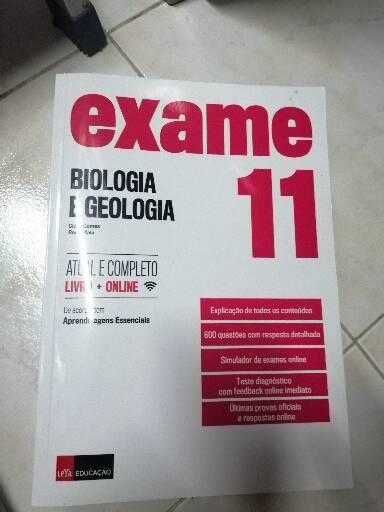 exame
11
BIOLOGIA
E GEOLOGIA
ATUAL E COMPLETO
LIVRO + ONLINE
De acordo com
Aprendizagens Essenciais
Explicação de todos os conteúdos
600 questões com resposta detalhada
Simulador de exames online
Teste diagnóstico
com feedback online imediato
Últimas provas oficiais
e respostas online
LeYa EDUCAÇÃO